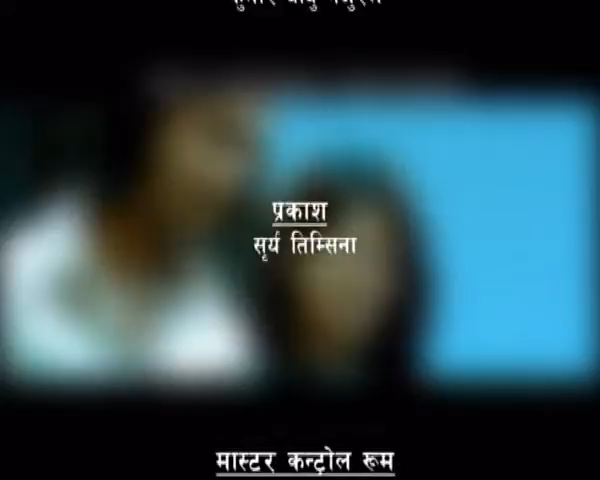 प्रकाश
सूर्य तिम्सिना
मास्टर कन्ट्रोल रूम